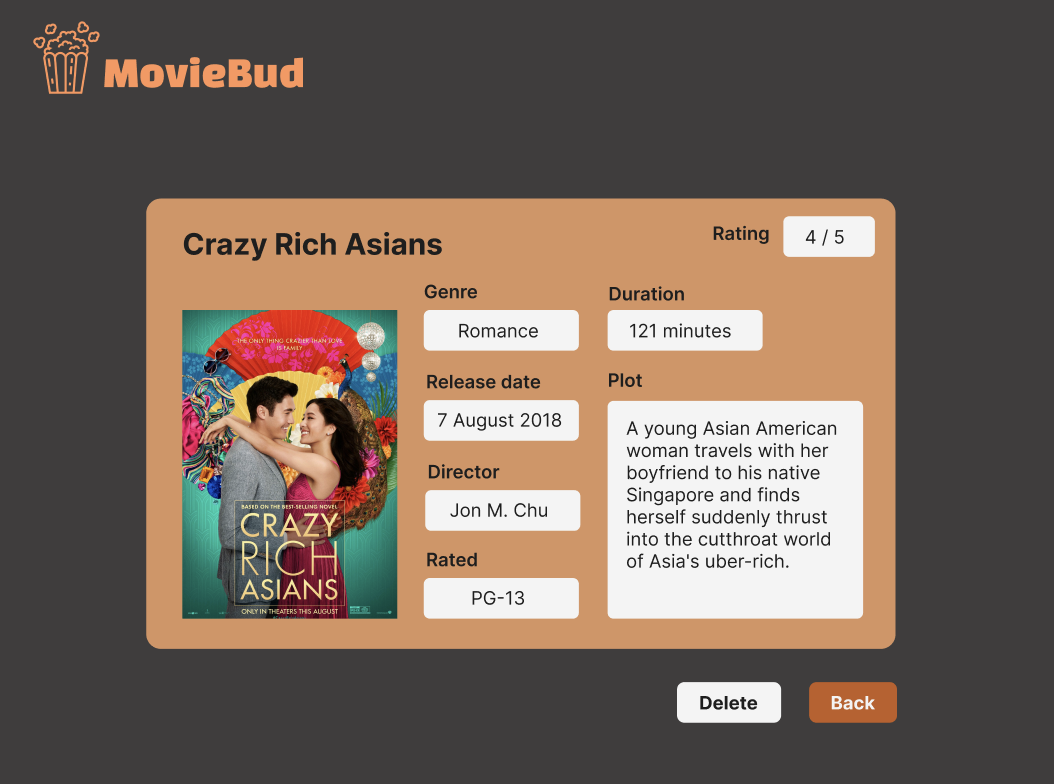 MovieBud
Crazy Rich Asians
Rating
4 / 5
Genre
Romance
Duration
121 minutes
Release date
7 August 2018
Director
Jon M. Chu
Rated
PG-13
Plot
A young Asian American
woman travels with her
boyfriend to his native
Singapore and finds
herself suddenly thrust
into the cutthroat world
of Asia's uber-rich.
THE ONLY THING CRAZIER THAN LOVE
IS FAMILY
BASED ON THE BEST-SELLING NOVEL
CRAZY
RICH
ASIANS
ONLY IN THEATERS THIS AUGUST
Delete
Back